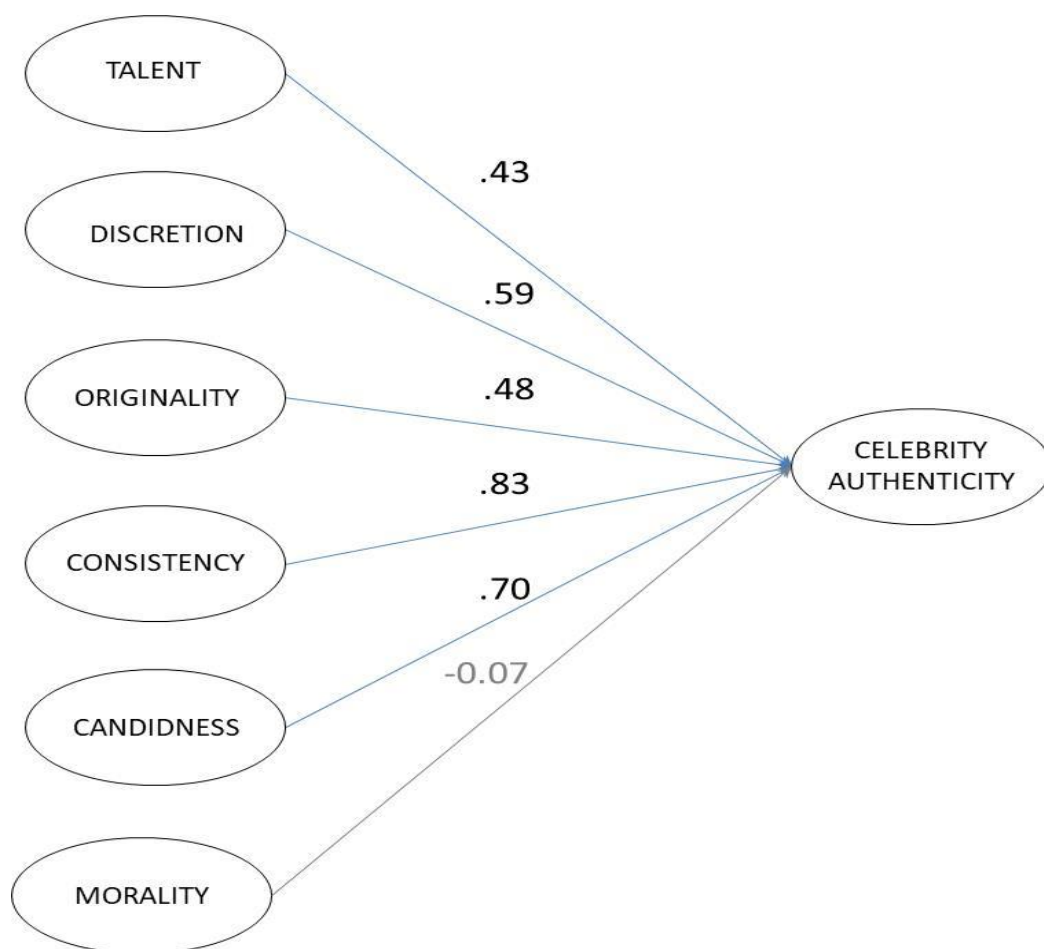 TALENT
.43
DISCRETION
.59
ORIGINALITY
.48
CELEBRITY
AUTHENTICITY
.83
CONSISTENCY
.70
-0.07
CANDIDNESS
MORALITY